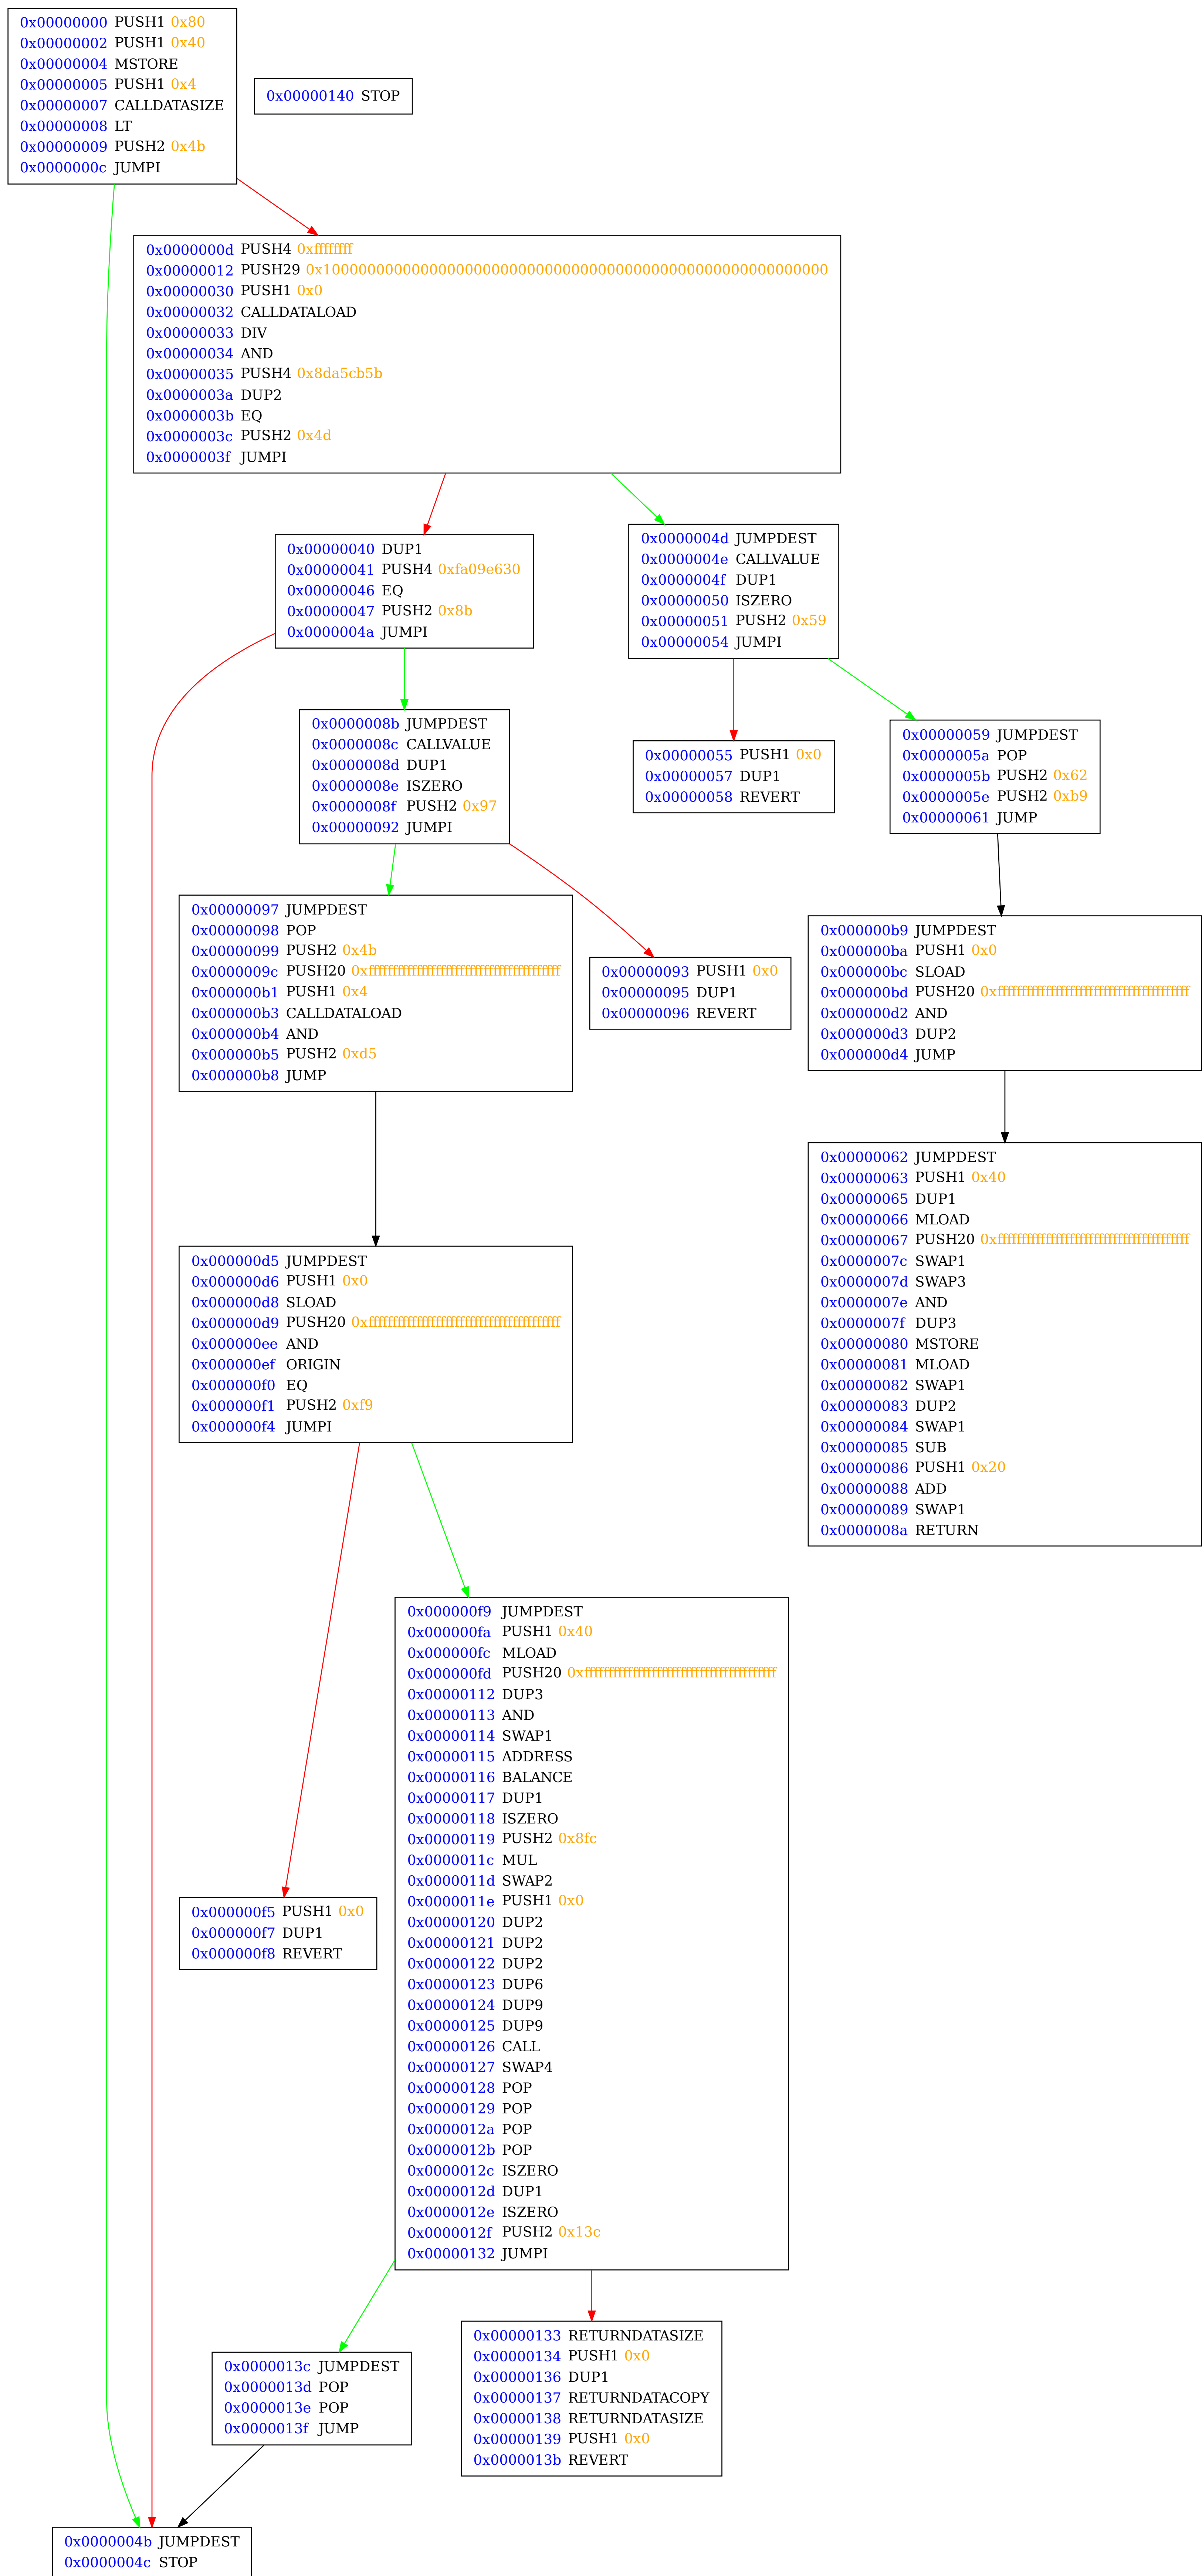 0x00000000 PUSH1 0x80
0x00000002 PUSH1 0x40
0x00000004 MSTORE
0x00000005 PUSH1 0x4
0x00000007 CALLDATASIZE
0x00000008 LT
0x00000009 PUSH2 0x4b
0x0000000c JUMPI
0x00000140 STOP
0x0000000d PUSH4 0xffffffff
0x00000012 PUSH29 0x100000000000000000000000000000000000000000000000000000000
0x00000030 PUSH1 0x0
0x00000032 CALLDATALOAD
0x00000033 DIV
0x00000034 AND
0x00000035 PUSH4 0x8da5cb5b
0x0000003a DUP2
0x0000003b EQ
0x0000003c PUSH2 0x4d
0x0000003f JUMPI
0x00000040 DUP1
0x00000041 PUSH4 0xfa09e630
0x00000046 EQ
0x00000047 PUSH2 0x8b
0x0000004a JUMPI
0x0000004d JUMPDEST
0x0000004e CALLVALUE
0x0000004f DUP1
0x00000050 ISZERO
0x00000051 PUSH2 0x59
0x00000054 JUMPI
0x0000008b JUMPDEST
0x0000008c CALLVALUE
0x0000008d DUP1
0x0000008e ISZERO
0x0000008f PUSH2 0x97
0x00000092 JUMPI
0x00000055 PUSH1 0x0
0x00000057 DUP1
0x00000058 REVERT
0x00000059 JUMPDEST
0x0000005a POP
0x0000005b PUSH2 0x62
0x0000005e PUSH2 0xb9
0x00000061 JUMP
0x00000097 JUMPDEST
0x00000098 POP
0x00000099 PUSH2 0x4b
0x0000009c PUSH20 0xffffffffffffffffffffffffffffffffffffffff
0x000000b1 PUSH1 0x4
0x000000b3 CALLDATALOAD
0x000000b4 AND
0x000000b5 PUSH2 0xd5
0x000000b8 JUMP
0x00000093 PUSH1 0x0
0x00000095 DUP1
0x00000096 REVERT
0x000000b9 JUMPDEST
0x000000ba PUSH1 0x0
0x000000bc SLOAD
0x000000bd PUSH20 0xffffffffffffffffffffffffffffffffffffffff
0x000000d2 AND
0x000000d3 DUP2
0x000000d4 JUMP
0x000000d5 JUMPDEST
0x000000d6 PUSH1 0x0
0x000000d8 SLOAD
0x000000d9 PUSH20 0xffffffffffffffffffffffffffffffffffffffff
0x000000ee AND
0x000000ef ORIGIN
0x000000f0 EQ
0x000000f1 PUSH2 0xf9
0x000000f4 JUMPI
0x00000062 JUMPDEST
0x00000063 PUSH1 0x40
0x00000065 DUP1
0x00000066 MLOAD
0x00000067 PUSH20 0xffffffffffffffffffffffffffffffffffffffff
0x0000007c SWAP1
0x0000007d SWAP3
0x0000007e AND
0x0000007f DUP3
0x00000080 MSTORE
0x00000081 MLOAD
0x00000082 SWAP1
0x00000083 DUP2
0x00000084 SWAP1
0x00000085 SUB
0x00000086 PUSH1 0x20
0x00000088 ADD
0x00000089 SWAP1
0x0000008a RETURN
0x000000f9 JUMPDEST
0x000000fa PUSH1 0x40
0x000000fc MLOAD
0x000000fd PUSH20 0xffffffffffffffffffffffffffffffffffffffff
0x00000112 DUP3
0x00000113 AND
0x00000114 SWAP1
0x00000115 ADDRESS
0x00000116 BALANCE
0x00000117 DUP1
0x00000118 ISZERO
0x00000119 PUSH2 0x8fc
0x0000011c MUL
0x0000011d SWAP2
0x0000011e PUSH1 0x0
0x00000120 DUP2
0x00000121 DUP2
0x00000122 DUP2
0x00000123 DUP6
0x00000124 DUP9
0x00000125 DUP9
0x00000126 CALL
0x00000127 SWAP4
0x00000128 POP
0x00000129 POP
0x0000012a POP
0x0000012b POP
0x0000012c ISZERO
0x0000012d DUP1
0x0000012e ISZERO
0x0000012f PUSH2 0x13c
0x00000132 JUMPI
0x000000f5 PUSH1 0x0
0x000000f7 DUP1
0x000000f8 REVERT
0x00000133 RETURNDATASIZE
0x00000134 PUSH1 0x0
0x00000136 DUP1
0x00000137 RETURNDATACOPY
0x00000138 RETURNDATASIZE
0x00000139 PUSH1 0x0
0x0000013b REVERT
0x0000013c JUMPDEST
0x0000013d POP
0x0000013e POP
0x0000013f JUMP
0x0000004b JUMPDEST
0x0000004c STOP